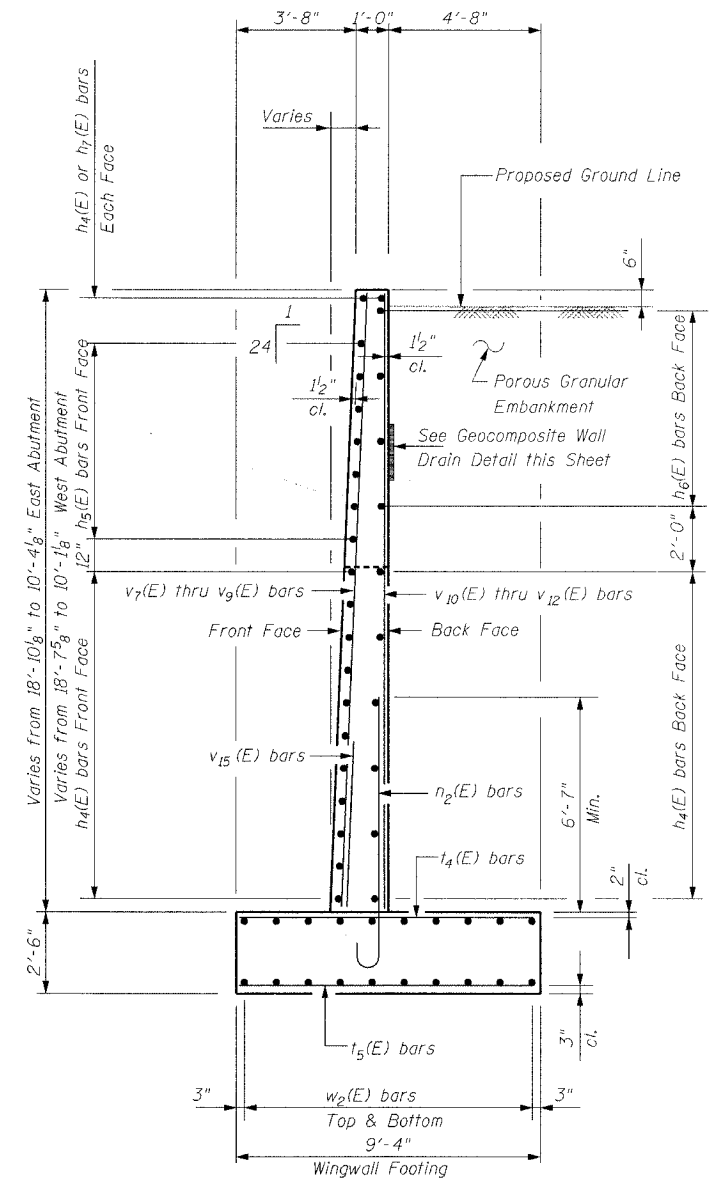 3'-8"
1'-0"
4'-8"
Varies
h4(E) or h7(E) bars
Each Face
Proposed Ground Line
6"
1
24
1½"
cl.
1½"
cl.
Porous Granular
Embankment
See Geocomposite Wall
Drain Detail this Sheet
h5(E) bars Front Face
h6(E) bars Back Face
12"
2'-0"
v7(E) thru v9(E) bars
v10(E) thru v12(E) bars
Front Face
Back Face
Varies from 18'-10⅛" to 10'-4⅛" East Abutment
Varies from 18'-7⅝" to 10'-1⅛" West Abutment
h4(E) bars Front Face
h4(E) bars Back Face
v15(E) bars
n2(E) bars
6'-7"
Min.
t4(E) bars
2"
cl.
2'-6"
t5(E) bars
3"
cl.
3"
w2(E) bars
3"
Top & Bottom
9'-4"
Wingwall Footing